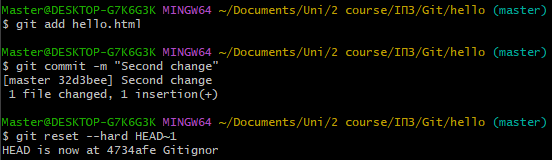 Master@DESKTOP-G7K6G3K MINGW64 ~/Documents/Uni/2 course/ІПЗ/Git/hello (master)
$ git add hello.html
Master@DESKTOP-G7K6G3K MINGW64 ~/Documents/Uni/2 course/ІПЗ/Git/hello (master)
$ git commit -m "Second change"
[master 32d3bee] Second change
 1 file changed, 1 insertion(+)
Master@DESKTOP-G7K6G3K MINGW64 ~/Documents/Uni/2 course/ІПЗ/Git/hello (master)
$ git reset --hard HEAD~1
HEAD is now at 4734afe Gitignor